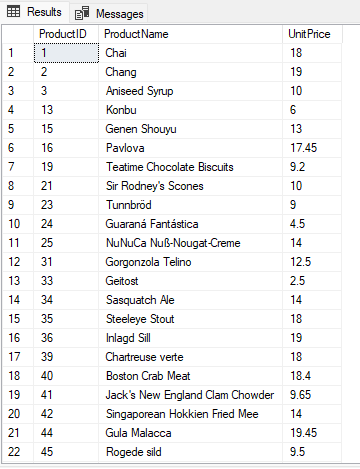 Results Messages
ProductID ProductName UnitPrice
1 1 Chai 18
2 2 Chang 19
3 3 Aniseed Syrup 10
4 13 Konbu 6
5 15 Genen Shouyu 13
6 16 Pavlova 17.45
7 19 Teatime Chocolate Biscuits 9.2
8 21 Sir Rodney's Scones 10
9 23 Tunnbröd 9
10 24 Guaraná Fantástica 4.5
11 25 NuNuCa Nuß-Nougat-Creme 14
12 31 Gorgonzola Telino 12.5
13 33 Geitost 2.5
14 34 Sasquatch Ale 14
15 35 Steeleye Stout 18
16 36 Inlagd Sill 19
17 39 Chartreuse verte 18
18 40 Boston Crab Meat 18.4
19 41 Jack's New England Clam Chowder 9.65
20 42 Singaporean Hokkien Fried Mee 14
21 44 Gula Malacca 19.45
22 45 Rogede sild 9.5